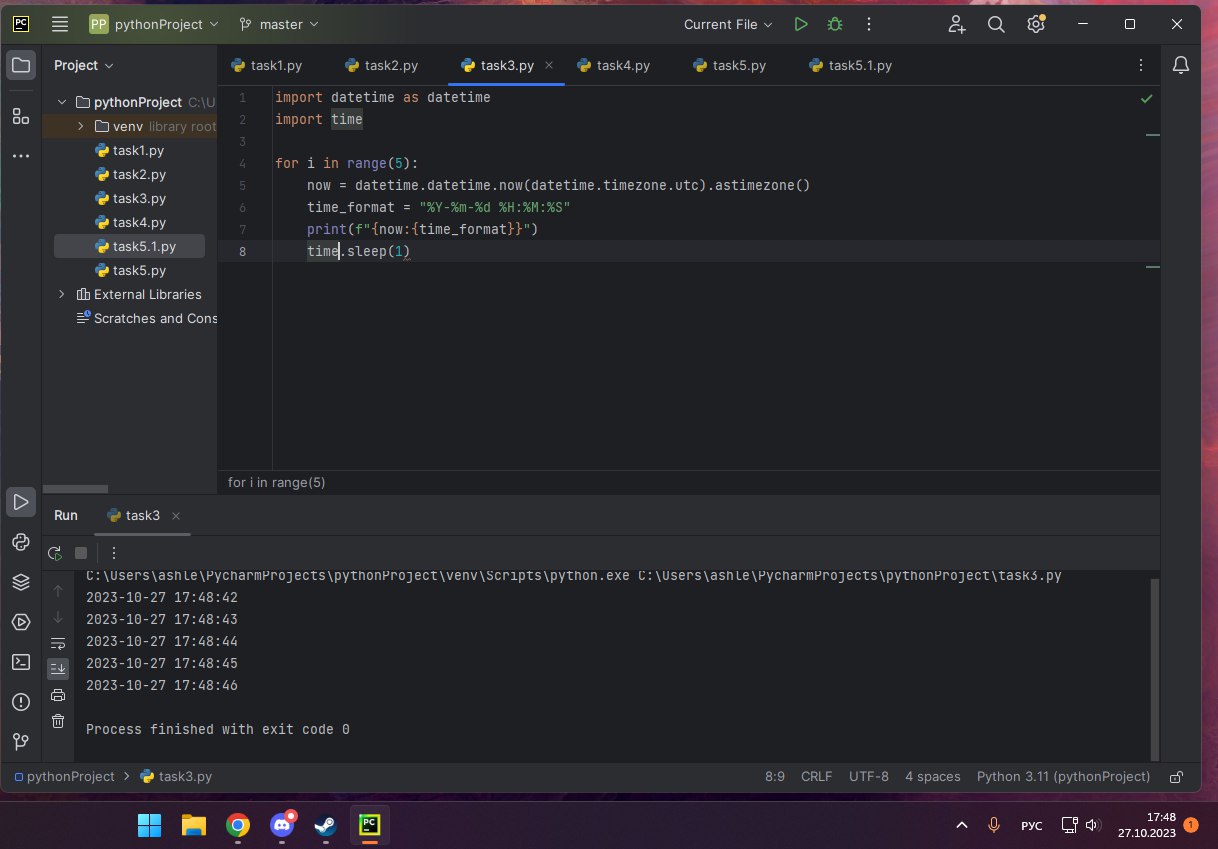 PC
PP pythonProject
master
Current File
Project
task1.py
task2.py
task3.py
task4.py
task5.py
task5.1.py
pythonProject C:\U
venv library root
task1.py
task2.py
task3.py
task4.py
task5.1.py
task5.py
External Libraries
Scratches and Cons
1 import datetime as datetime
2 import time
3
4 for i in range(5):
5 now = datetime.datetime.now(datetime.timezone.utc).astimezone()
6 time_format = "%Y-%m-%d %H:%M:%S"
7 print(f"{now:{time_format}}")
8 time.sleep(1)
for i in range(5)
Run
task3
C:\Users\ashle\PycharmProjects\pythonProject\venv\Scripts\python.exe C:\Users\ashle\PycharmProjects\pythonProject\task3.py
2023-10-27 17:48:42
2023-10-27 17:48:43
2023-10-27 17:48:44
2023-10-27 17:48:45
2023-10-27 17:48:46
Process finished with exit code 0
pythonProject > task3.py
8:9 CRLF UTF-8 4 spaces Python 3.11 (pythonProject)
PC
РУС
17:48
27.10.2023
1